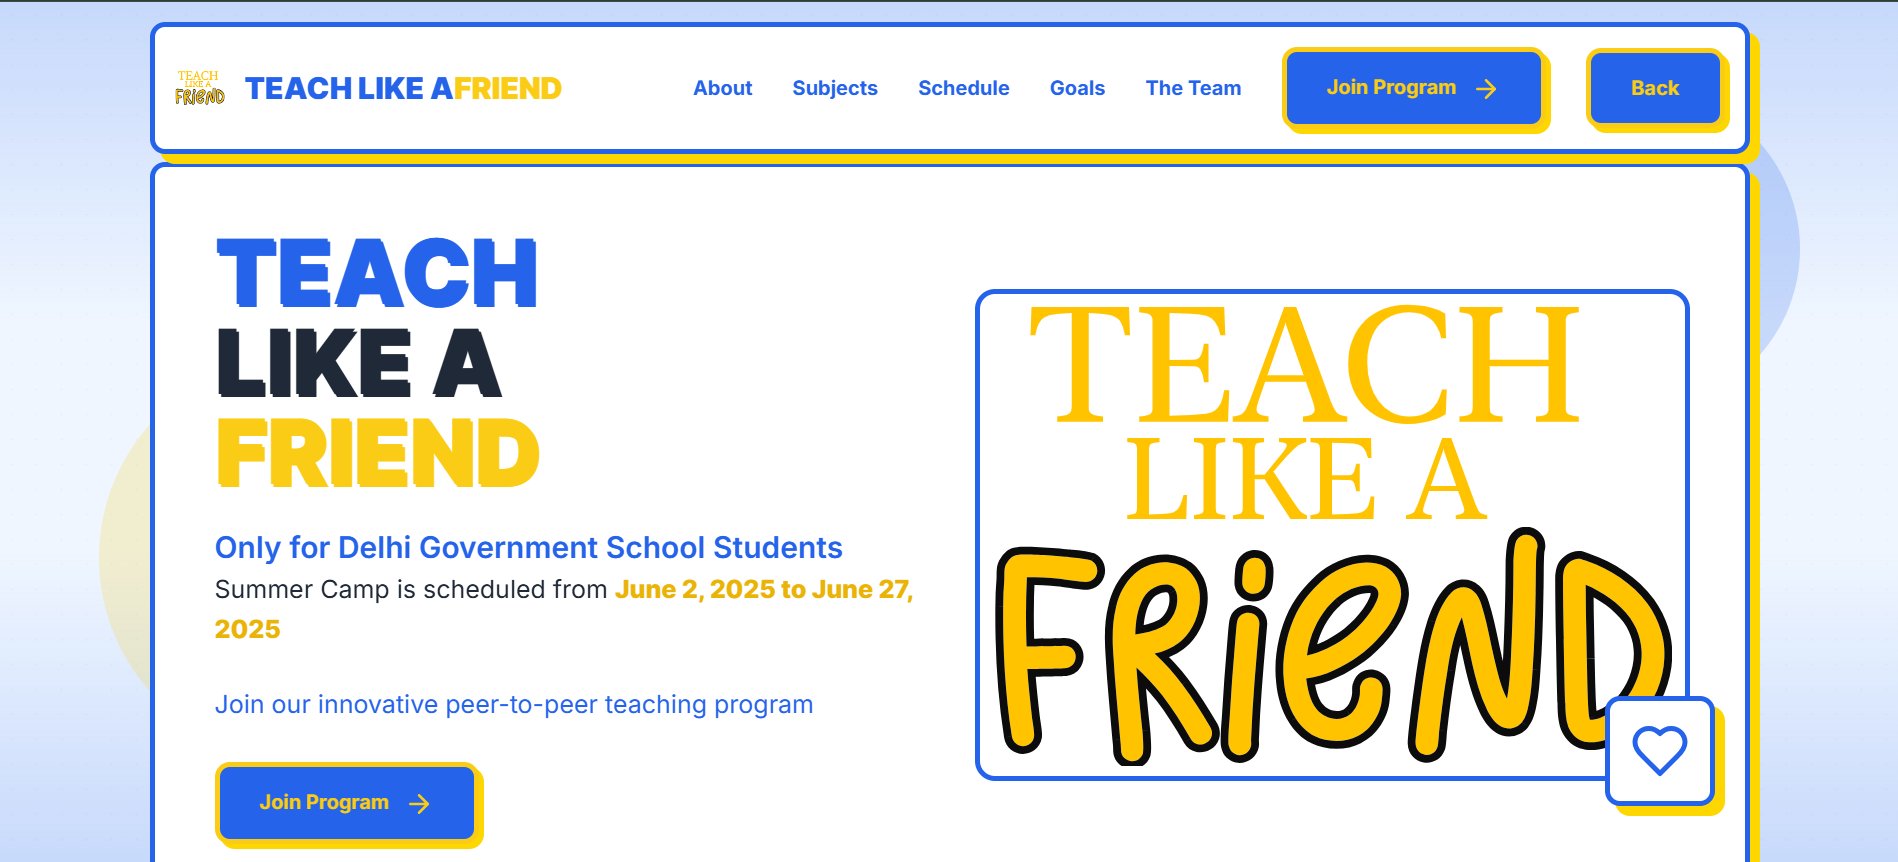 TEACH
LIKE A
FRiEND
TEACH LIKE AFRIEND
About
Subjects
Schedule
Goals
The Team
Join Program
Back
TEACH
LIKE A
FRIEND
Only for Delhi Government School Students
Summer Camp is scheduled from June 2, 2025 to June 27,
2025
Join our innovative peer-to-peer teaching program
Join Program
TEACH
LIKE A
FRieND